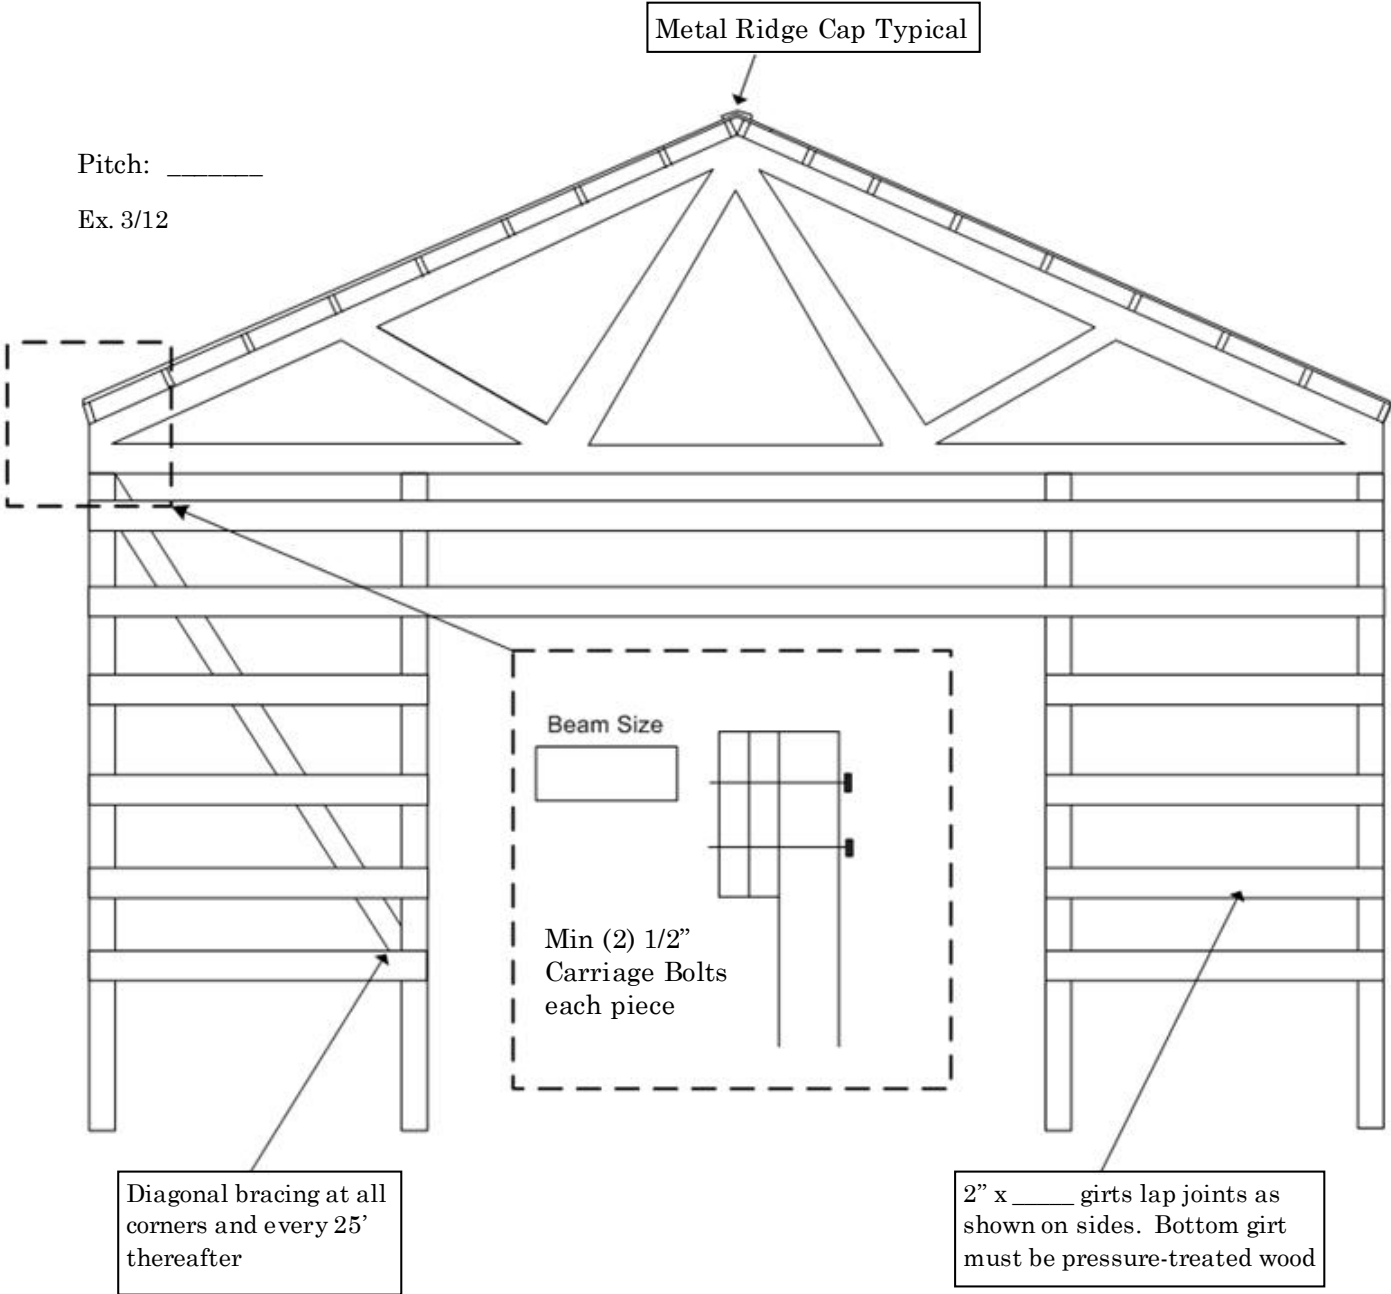 Metal Ridge Cap Typical
Pitch: _______
Ex. 3/12
Beam Size
Min (2) 1/2”
Carriage Bolts
each piece
Diagonal bracing at all
corners and every 25’
thereafter
2” x _____ girts lap joints as
shown on sides. Bottom girt
must be pressure-treated wood